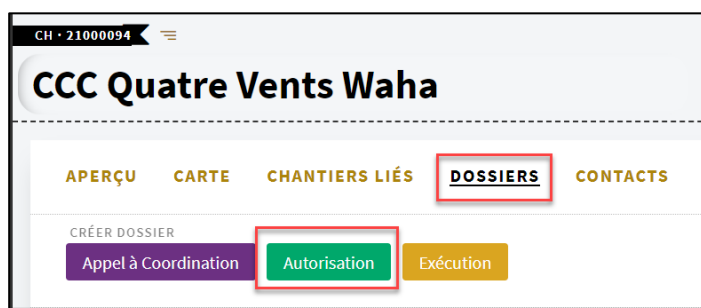 CH · 21000094
CCC Quatre Vents Waha
APERÇU CARTE CHANTIERS LIÉS DOSSIERS CONTACTS
CRÉER DOSSIER
Appel à Coordination Autorisation Exécution